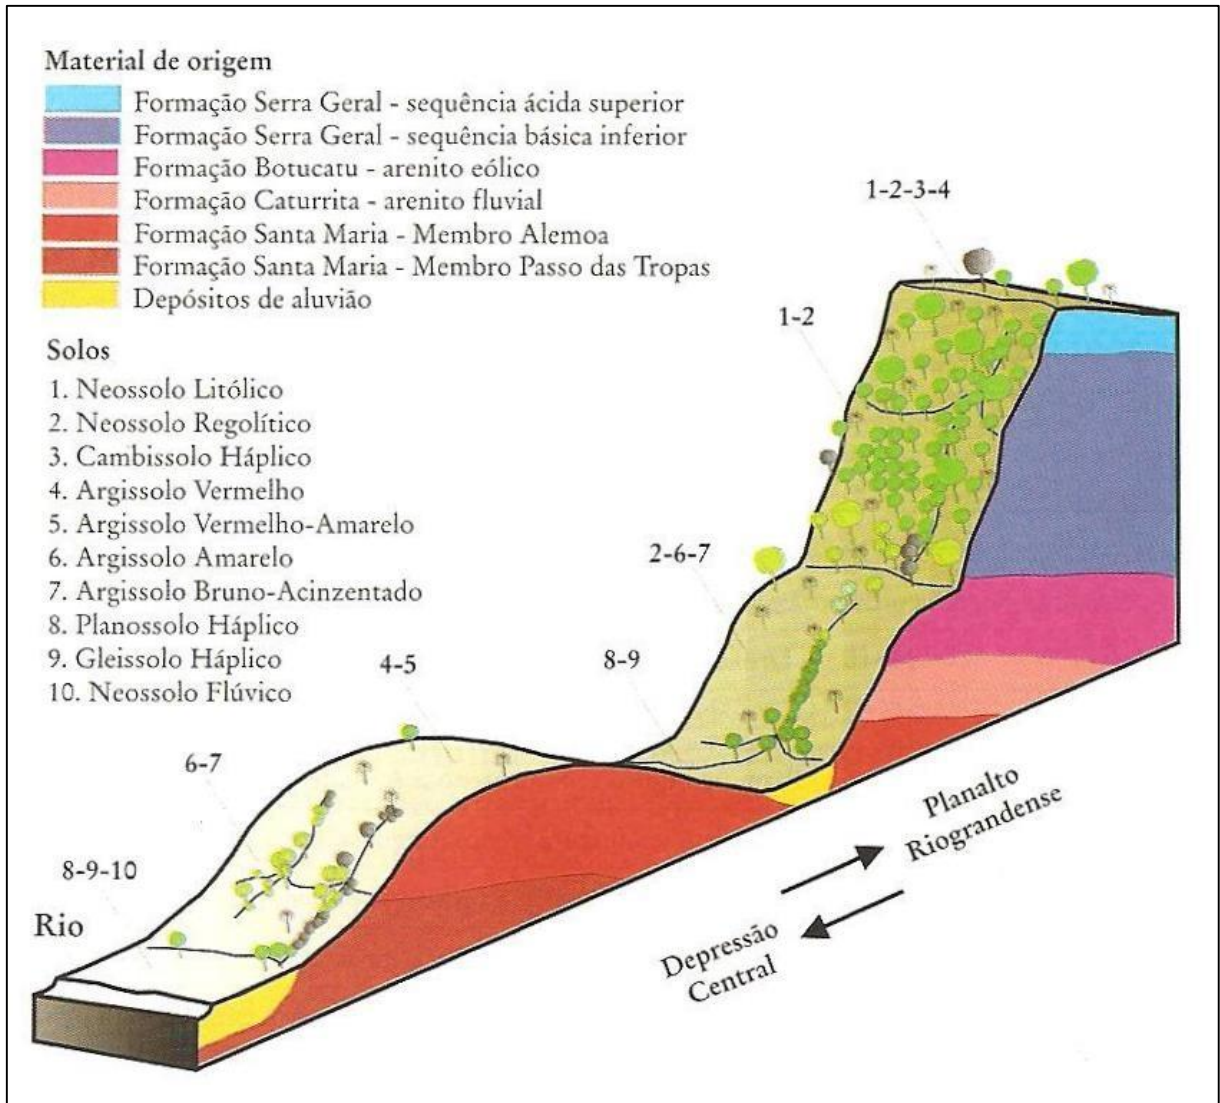 Material de origem
Formação Serra Geral - sequência ácida superior
Formação Serra Geral - sequência básica inferior
Formação Botucatu - arenito eólico
Formação Caturrita - arenito fluvial
Formação Santa Maria - Membro Alemoa
Formação Santa Maria - Membro Passo das Tropas
Depósitos de aluvião
Solos
1. Neossolo Litólico
2. Neossolo Regolítico
3. Cambissolo Háplico
4. Argissolo Vermelho
5. Argissolo Vermelho-Amarelo
6. Argissolo Amarelo
7. Argissolo Bruno-Acinzentado
8. Planossolo Háplico
9. Gleissolo Háplico
10. Neossolo Flúvico
1-2-3-4
1-2
2-6-7
8-9
4-5
6-7
8-9-10
Rio
Planalto
Riograndense
Depressão
Central